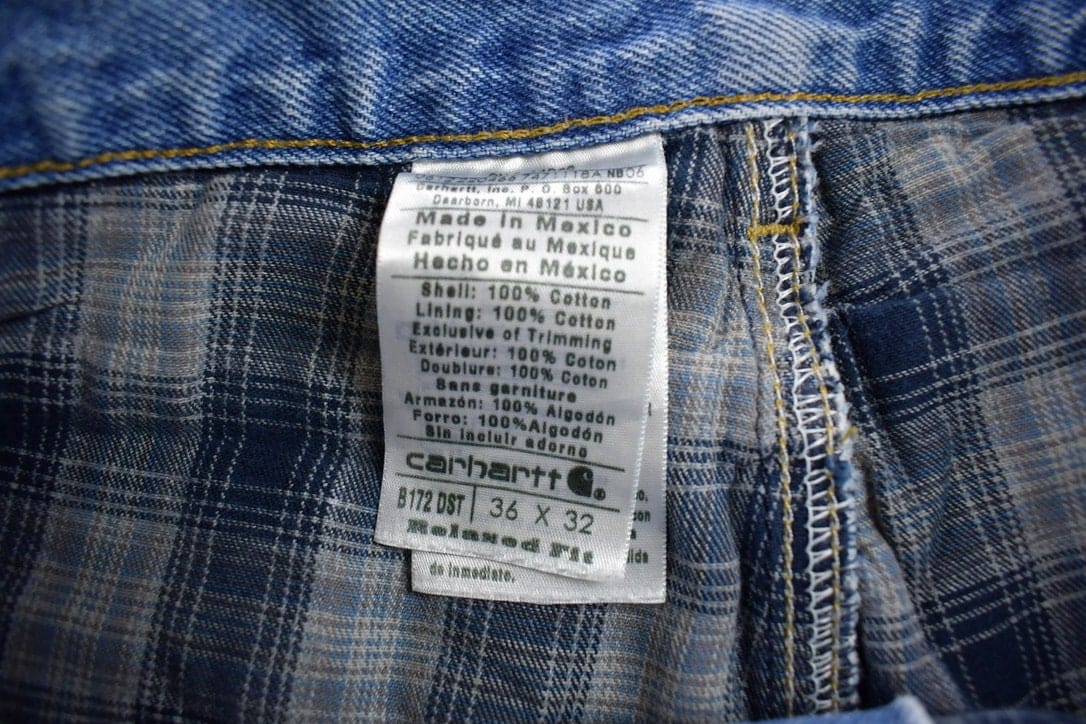 118A NB06
Carhartt, Inc. P. O. Box 600
Dearborn, MI 48121 USA
Made in Mexico
Fabriqué au Mexique
Hecho en México
Shell: 100% Cotton
Lining: 100% Cotton
Exclusive of Trimming
Extérieur: 100% Coton
Doublure: 100% Coton
Sans garniture
Armazón: 100% Algodón
Forro: 100%Algodón
Sin incluir adorno
carhartt ®
B172 DST 36 X 32
Relaxed Fit
de inmediato.